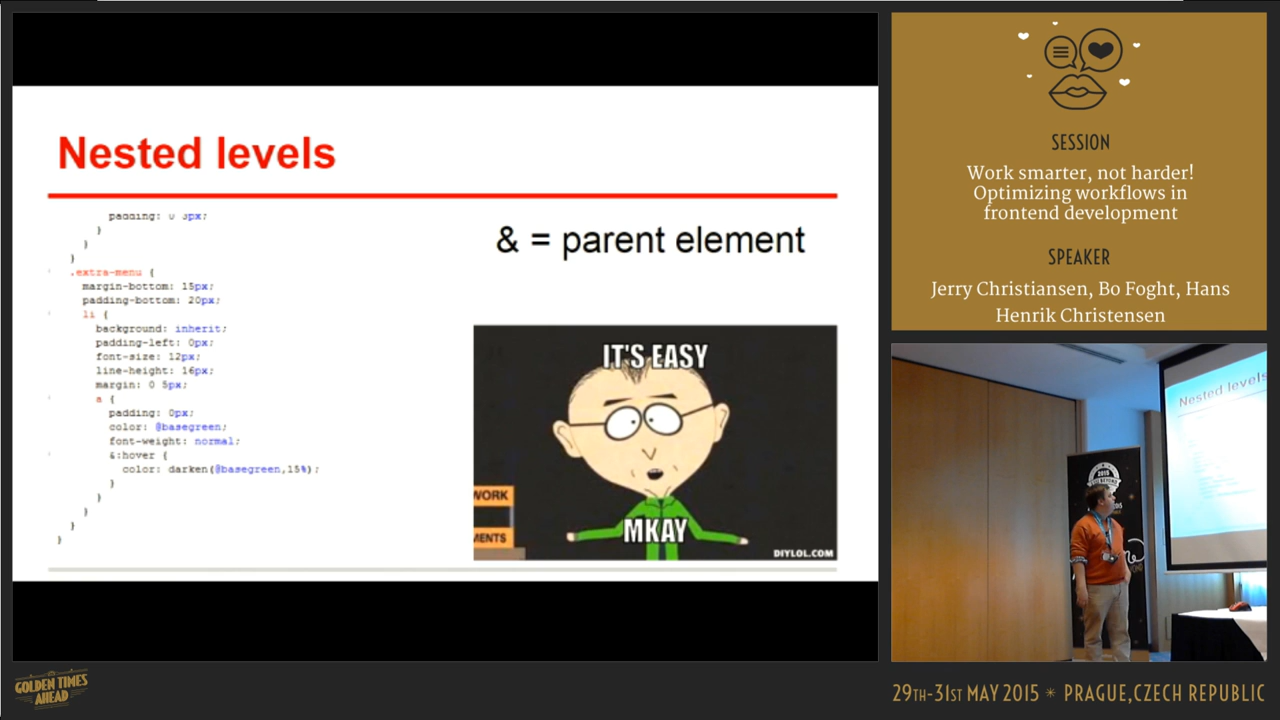 Nested levels
padding: 0 3px;
}
}
}
.extra-menu {
margin-bottom: 15px;
padding-bottom: 20px;
li {
background: inherit;
padding-left: 0px;
font-size: 12px;
line-height: 16px;
margin: 0 5px;
a {
padding: 0px;
color: @basegreen;
font-weight: normal;
&:hover {
color: darken(@basegreen,15%);
}
}
}
}
}
& = parent element
IT'S EASY
WORK
MENTS
MKAY
DIYLOL.COM
SESSION
Work smarter, not harder!
Optimizing workflows in
frontend development
SPEAKER
Jerry Christiansen, Bo Foght, Hans
Henrik Christensen
Nested levels
2015
GOLDEN TIMES
AHEAD
29TH-31ST MAY 2015 * PRAGUE,CZECH REPUBLIC